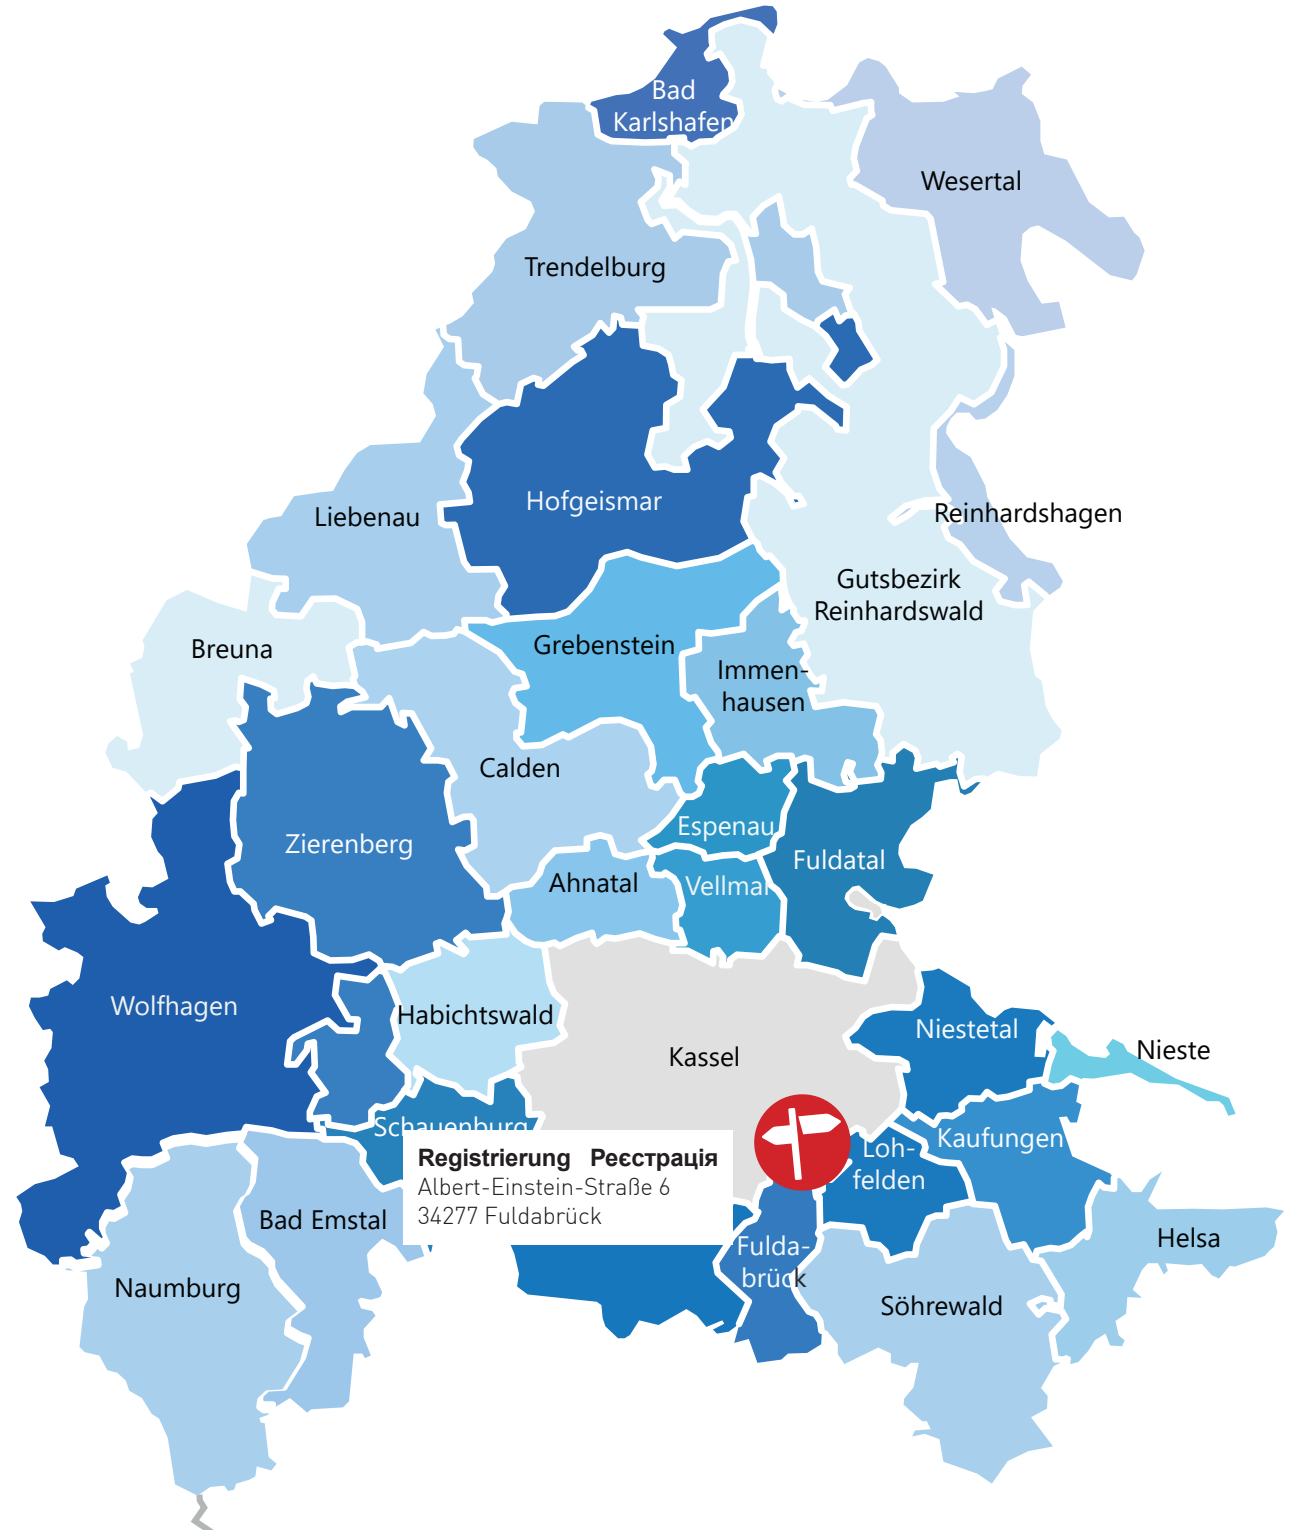 Bad
Karlshafen
Wesertal
Trendelburg
Hofgeismar
Liebenau
Reinhardshagen
Gutsbezirk
Reinhardswald
Breuna
Grebenstein
Immen-
hausen
Calden
Espenau
Zierenberg
Fuldatal
Ahnatal
Vellmar
Wolfhagen
Habichtswald
Niestetal
Kassel
Nieste
Schauenburg
Kaufungen
Loh-
felden
Registrierung Реєстрація
Albert-Einstein-Straße 6
34277 Fuldabrück
Bad Emstal
Fulda-
brück
Helsa
Naumburg
Söhrewald